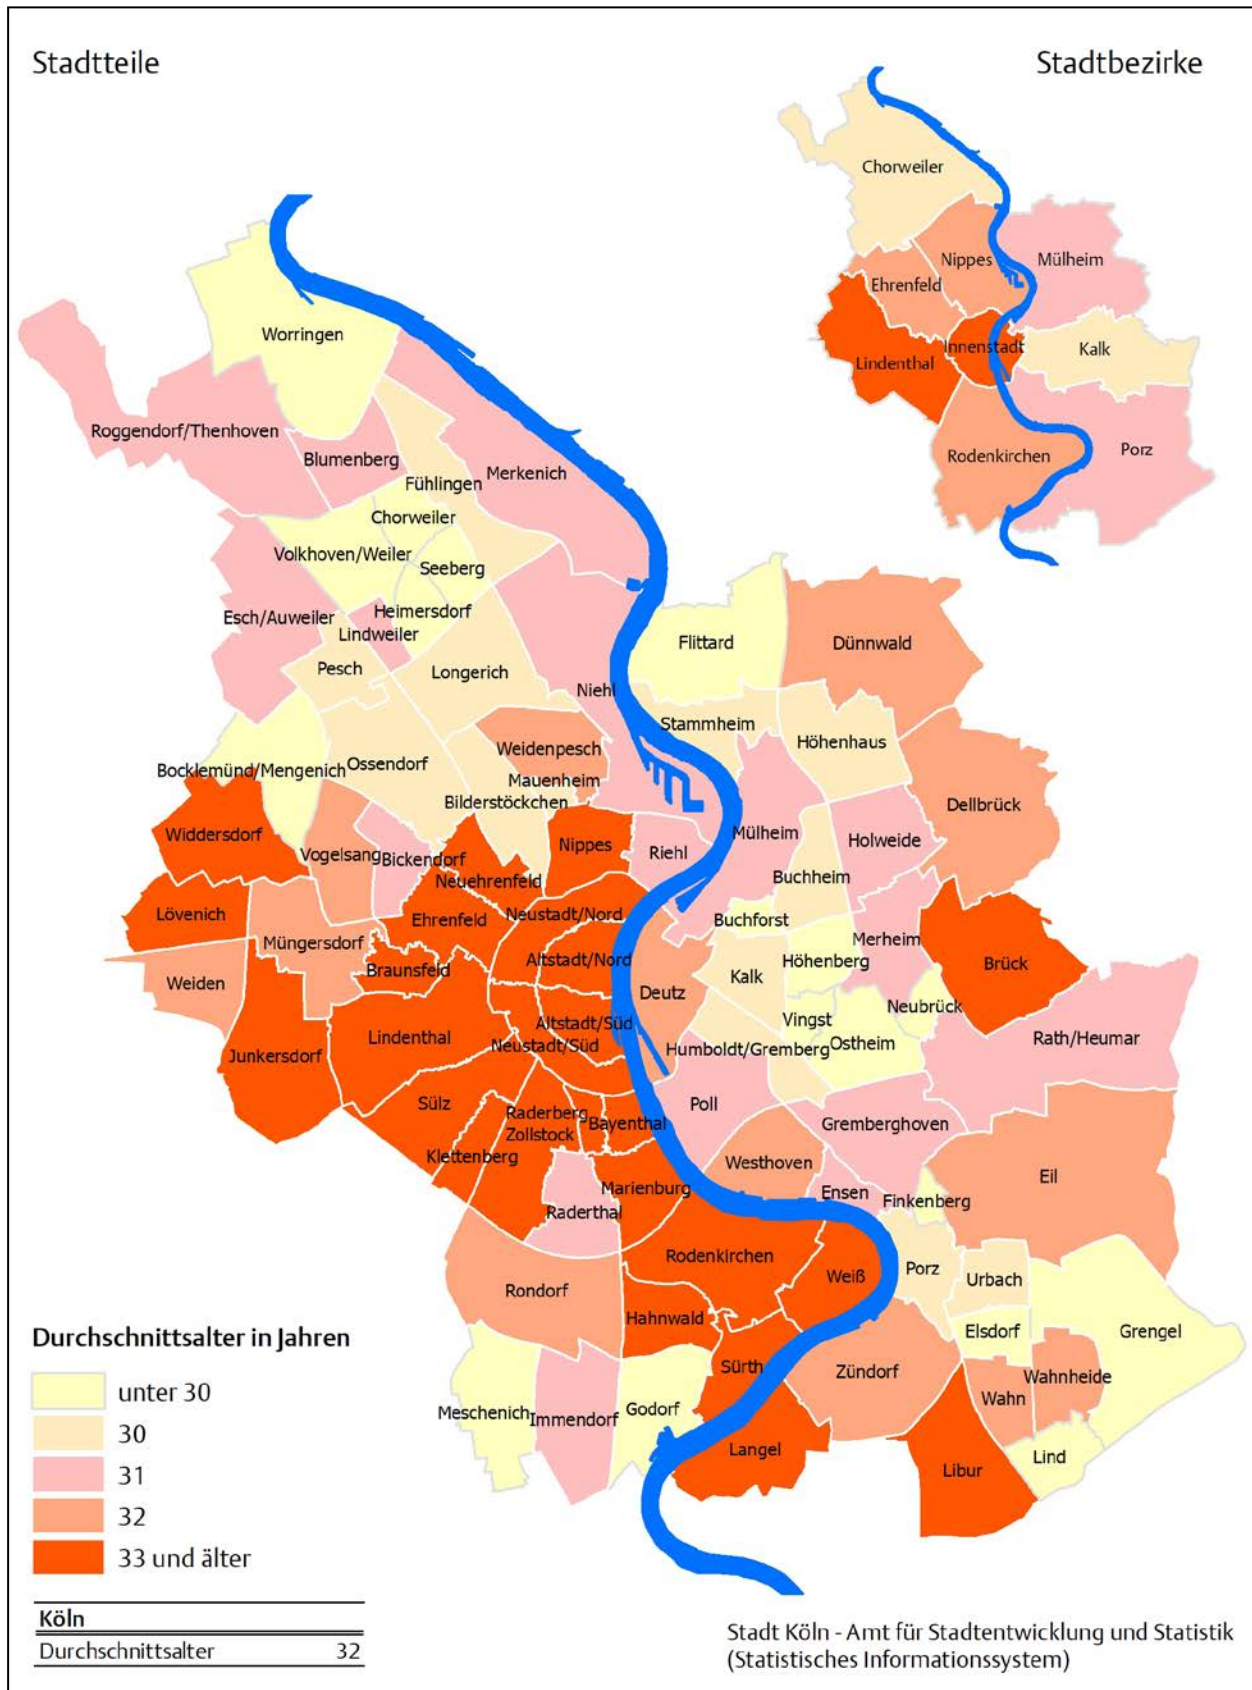 Stadtteile
Stadtbezirke
Chorweiler
Nippes
Mülheim
Ehrenfeld
Innenstadt
Kalk
Lindenthal
Rodenkirchen
Porz
Worringen
Roggendorf/Thenhoven
Blumenberg
Merkenich
Fühlingen
Chorweiler
Volkhoven/Weiler
Seeberg
Esch/Auweiler
Heimersdorf
Lindweiler
Pesch
Longerich
Flittard
Dünnwald
Niehl
Stammheim
Höhenhaus
Weidenpesch
Bocklemünd/Mengenich
Ossendorf
Mauenheim
Bilderstöckchen
Dellbrück
Widdersdorf
Vogelsang
Bickendorf
Nippes
Riehl
Mülheim
Holweide
Neuehrenfeld
Buchheim
Lövenich
Ehrenfeld
Neustadt/Nord
Buchforst
Müngersdorf
Merheim
Braunsfeld
Altstadt/Nord
Höhenberg
Brück
Weiden
Kalk
Deutz
Neubrück
Altstadt/Süd
Vingst
Junkersdorf
Lindenthal
Neustadt/Süd
Humboldt/Gremberg
Ostheim
Rath/Heumar
Sülz
Raderberg
Zollstock
Bayenthal
Poll
Gremberghoven
Klettenberg
Westhoven
Eil
Marienburg
Ensen
Finkenberg
Raderthal
Rodenkirchen
Weiß
Porz
Urbach
Rondorf
Hahnwald
Elsdorf
Grengel
Sürth
Zündorf
Wahnheide
Wahn
Meschenich
Immendorf
Godorf
Langel
Libur
Lind
Durchschnittsalter in Jahren
unter 30
30
31
32
33 und älter
Köln
Durchschnittsalter 32
Stadt Köln - Amt für Stadtentwicklung und Statistik
(Statistisches Informationssystem)